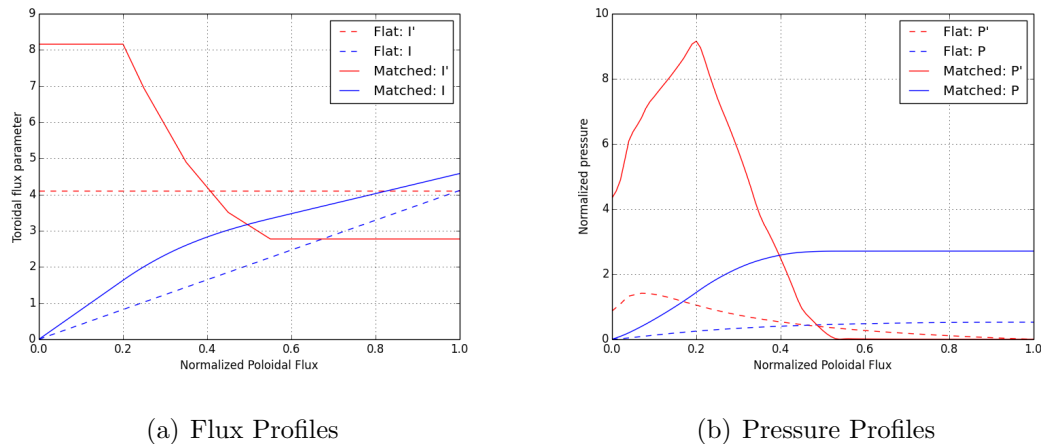 9
8
7
6
5
4
3
2
1
0
Toroidal flux parameter
0.0 0.2 0.4 0.6 0.8 1.0
Normalized Poloidal Flux
Flat: I'
Flat: I
Matched: I'
Matched: I
(a) Flux Profiles
10
8
6
4
2
0
Normalized pressure
0.0 0.2 0.4 0.6 0.8 1.0
Normalized Poloidal Flux
Flat: P'
Flat: P
Matched: P'
Matched: P
(b) Pressure Profiles